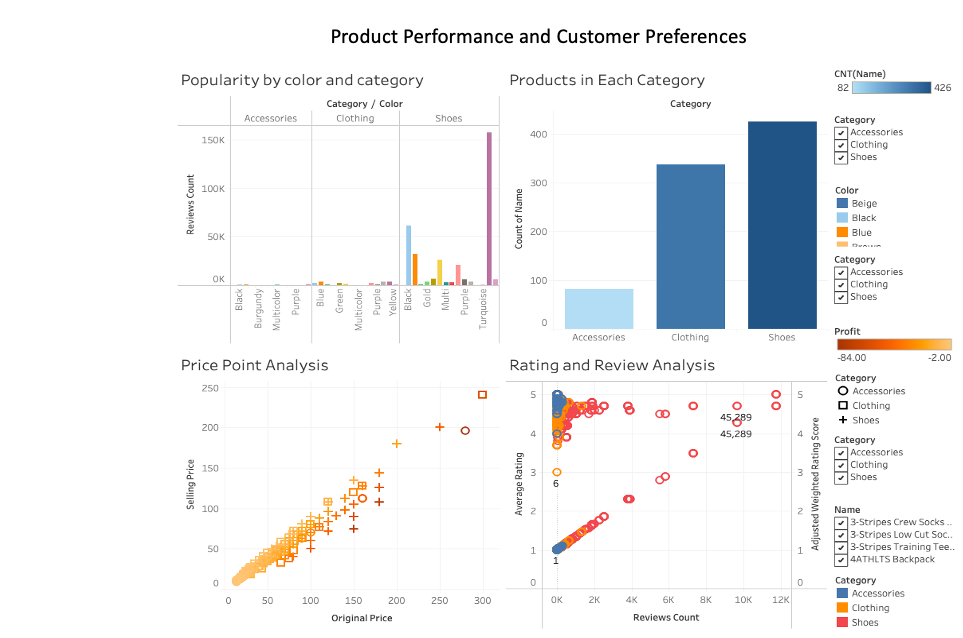 Product Performance and Customer Preferences
Popularity by color and category
Category / Color
Accessories
Clothing
Shoes
Reviews Count
150K
100K
50K
0K
Black
Burgundy
Multicolor
Purple
Blue
Green
Multicolor
Purple
Yellow
Black
Gold
Multi
Purple
Turquoise
Products in Each Category
Category
Count of Name
400
300
200
100
0
Accessories
Clothing
Shoes
CNT(Name)
82
426
Category
Accessories
Clothing
Shoes
Color
Beige
Black
Blue
Brown
Category
Accessories
Clothing
Shoes
Price Point Analysis
Selling Price
250
200
150
100
50
0
0
50
100
150
200
250
300
Original Price
Rating and Review Analysis
Average Rating
5
4
3
2
1
0
45,289
45,289
6
1
5
4
3
2
1
0
Adjusted Weighted Rating Score
0K
2K
4K
6K
8K
10K
12K
Reviews Count
Profit
-84.00
-2.00
Category
Accessories
Clothing
Shoes
Category
Accessories
Clothing
Shoes
Name
3-Stripes Crew Socks ..
3-Stripes Low Cut Soc..
3-Stripes Training Tee..
4ATHLTS Backpack
Category
Accessories
Clothing
Shoes